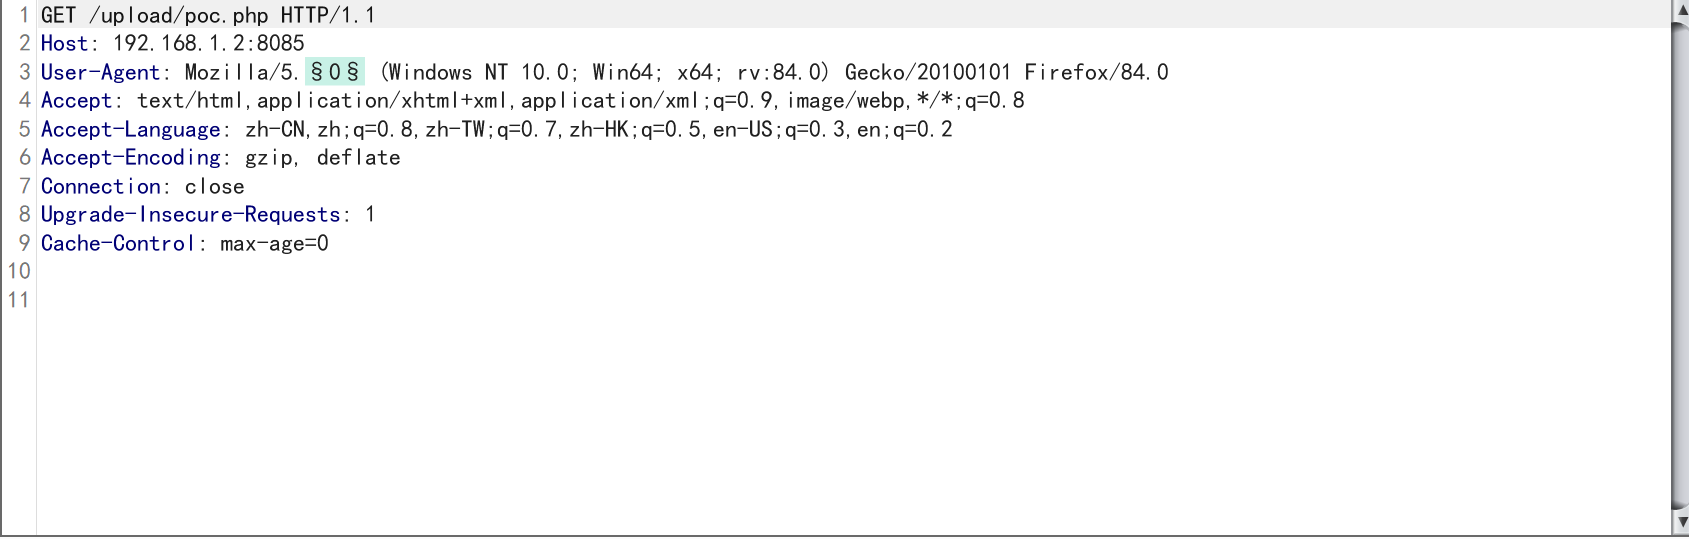 1 GET /upload/poc.php HTTP/1.1
2 Host: 192.168.1.2:8085
3 User-Agent: Mozilla/5.§0§ (Windows NT 10.0; Win64; x64; rv:84.0) Gecko/20100101 Firefox/84.0
4 Accept: text/html,application/xhtml+xml,application/xml;q=0.9,image/webp,*/*;q=0.8
5 Accept-Language: zh-CN,zh;q=0.8,zh-TW;q=0.7,zh-HK;q=0.5,en-US;q=0.3,en;q=0.2
6 Accept-Encoding: gzip, deflate
7 Connection: close
8 Upgrade-Insecure-Requests: 1
9 Cache-Control: max-age=0
10
11